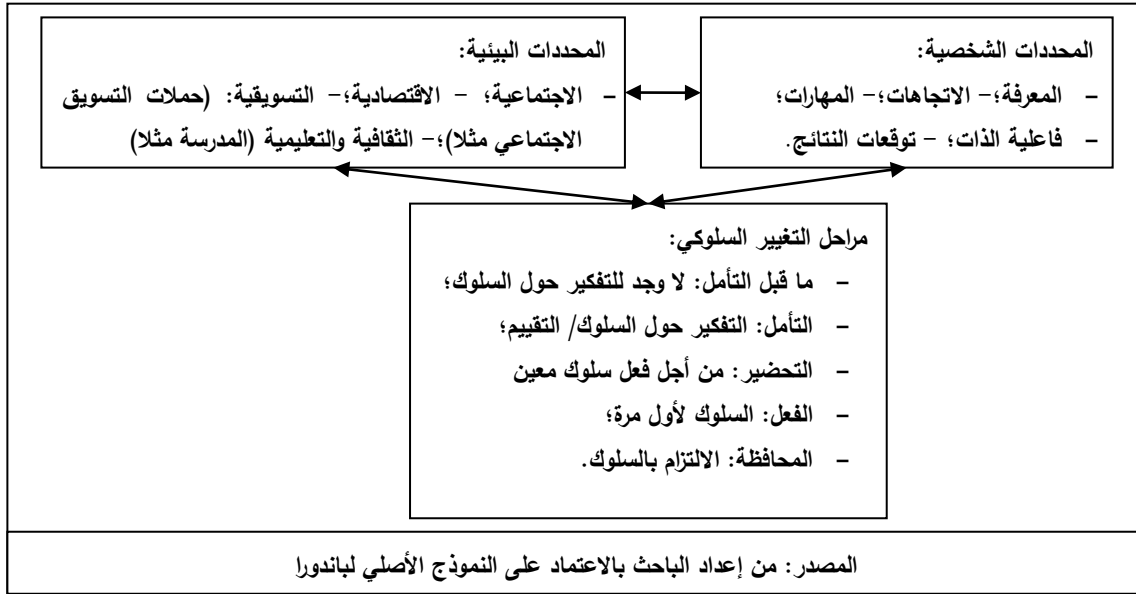 المحددات الشخصية:
– المعرفة؛– الاتجاهات؛– المهارات؛
– فاعلية الذات؛ – توقعات النتائج.
المحددات البيئية:
– الاجتماعية؛ – الاقتصادية؛– التسويقية: (حملات التسويق
الاجتماعي مثلا)؛– الثقافية والتعليمية (المدرسة مثلا)
مراحل التغيير السلوكي:
– ما قبل التأمل: لا وجد للتفكير حول السلوك؛
– التأمل: التفكير حول السلوك/ التقييم؛
– التحضير: من أجل فعل سلوك معين
– الفعل: السلوك لأول مرة؛
– المحافظة: الالتزام بالسلوك.
المصدر: من إعداد الباحث بالاعتماد على النموذج الأصلي لباندورا